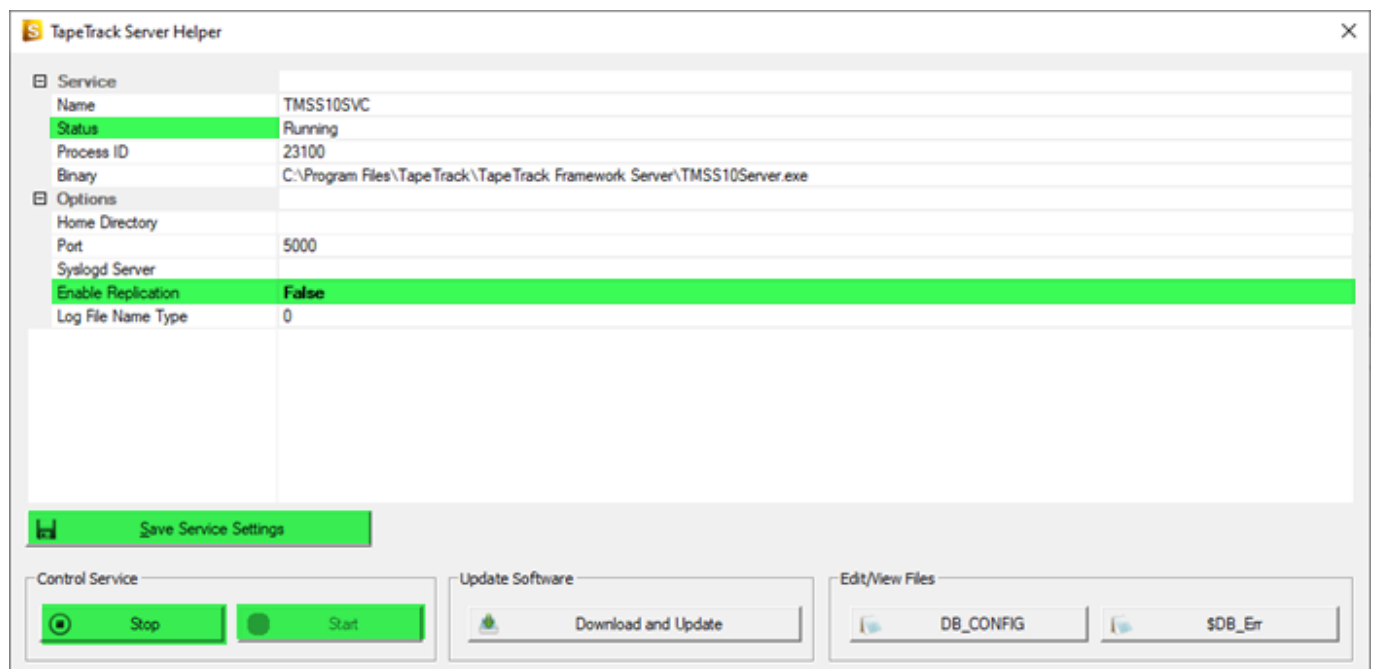 TapeTrack Server Helper
Service
Name TMSS10SVC
Status Running
Process ID 23100
Binary C:\Program Files\TapeTrack\TapeTrack Framework Server\TMSS10Server.exe
Options
Home Directory
Port 5000
Syslogd Server
Enable Replication False
Log File Name Type 0
Save Service Settings
Control Service Update Software Edit/View Files
Stop Start Download and Update DB_CONFIG $DB_Err